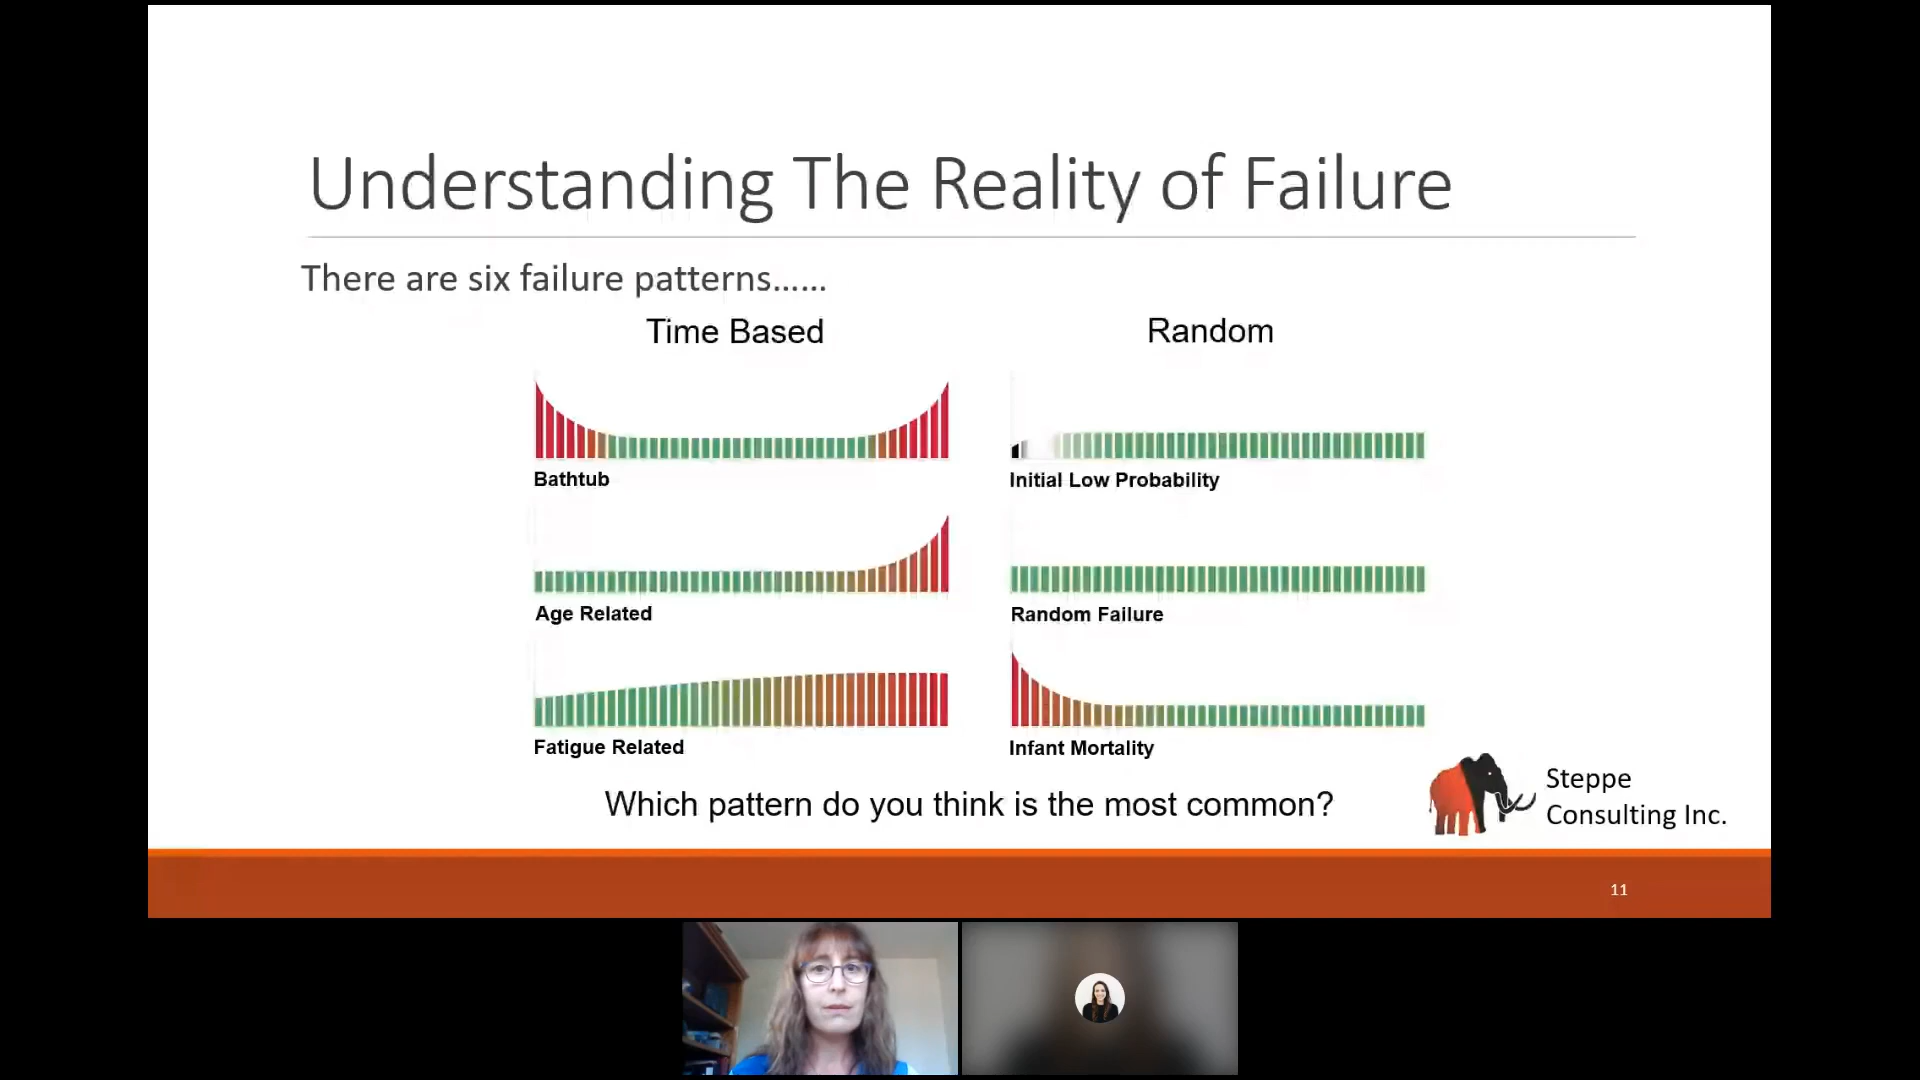 Understanding The Reality of Failure
There are six failure patterns......
Time Based
Random
Bathtub
Initial Low Probability
Age Related
Random Failure
Fatigue Related
Infant Mortality
Which pattern do you think is the most common?
Steppe
Consulting Inc.
11